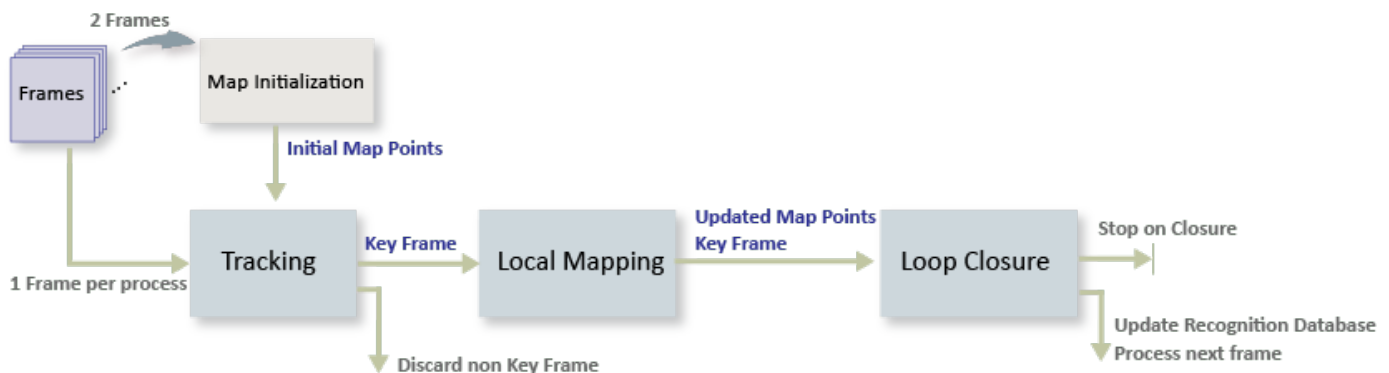 2 Frames
Frames
Map Initialization
Initial Map Points
1 Frame per process
Tracking
Key Frame
Discard non Key Frame
Local Mapping
Updated Map Points
Key Frame
Loop Closure
Stop on Closure
Update Recognition Database
Process next frame